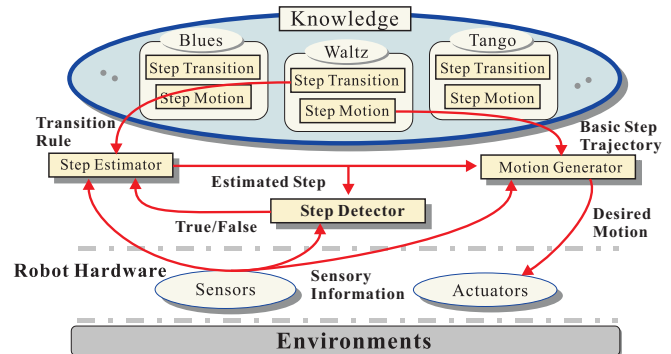 Knowledge
Blues
Waltz
Tango
Step Transition
Step Motion
Step Transition
Step Motion
Step Transition
Step Motion
Transition
Rule
Basic Step
Trajectory
Step Estimator
Motion Generator
Estimated Step
Step Detector
True/False
Desired
Motion
Robot Hardware
Sensors
Sensory
Information
Actuators
Environments